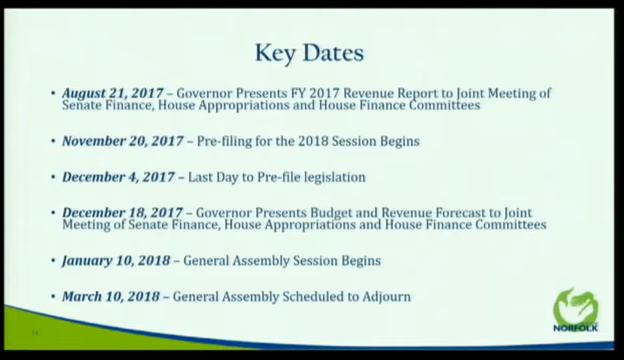 Key Dates
• August 21, 2017 – Governor Presents FY 2017 Revenue Report to Joint Meeting of
Senate Finance, House Appropriations and House Finance Committees
• November 20, 2017 – Pre-filing for the 2018 Session Begins
• December 4, 2017 – Last Day to Pre-file legislation
• December 18, 2017 – Governor Presents Budget and Revenue Forecast to Joint
Meeting of Senate Finance, House Appropriations and House Finance Committees
• January 10, 2018 – General Assembly Session Begins
• March 10, 2018 – General Assembly Scheduled to Adjourn
NORFOLK